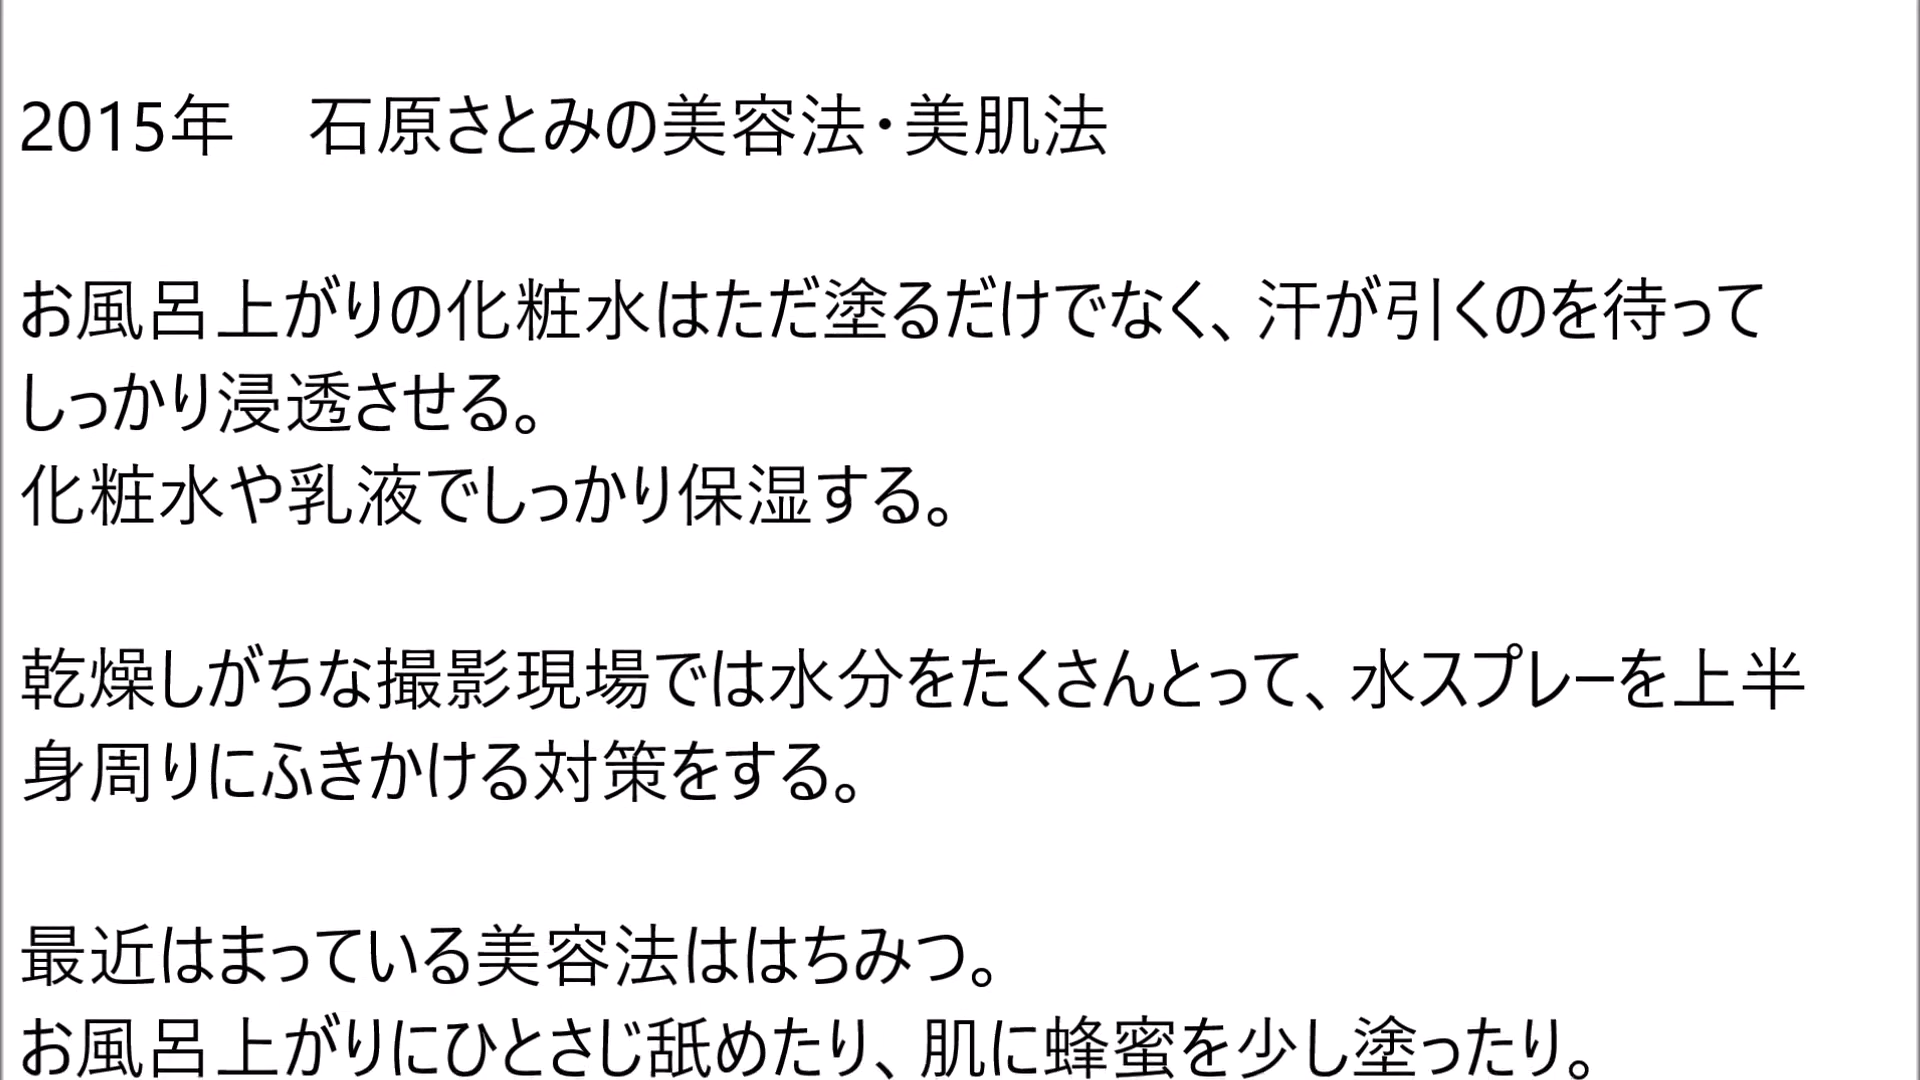 2015年　石原さとみの美容法・美肌法
お風呂上がりの化粧水はただ塗るだけでなく、汗が引くのを待って
しっかり浸透させる。
化粧水や乳液でしっかり保湿する。
乾燥しがちな撮影現場では水分をたくさんとって、水スプレーを上半
身周りにふきかける対策をする。
最近はまっている美容法ははちみつ。
お風呂上がりにひとさじ舐めたり、肌に蜂蜜を少し塗ったり。